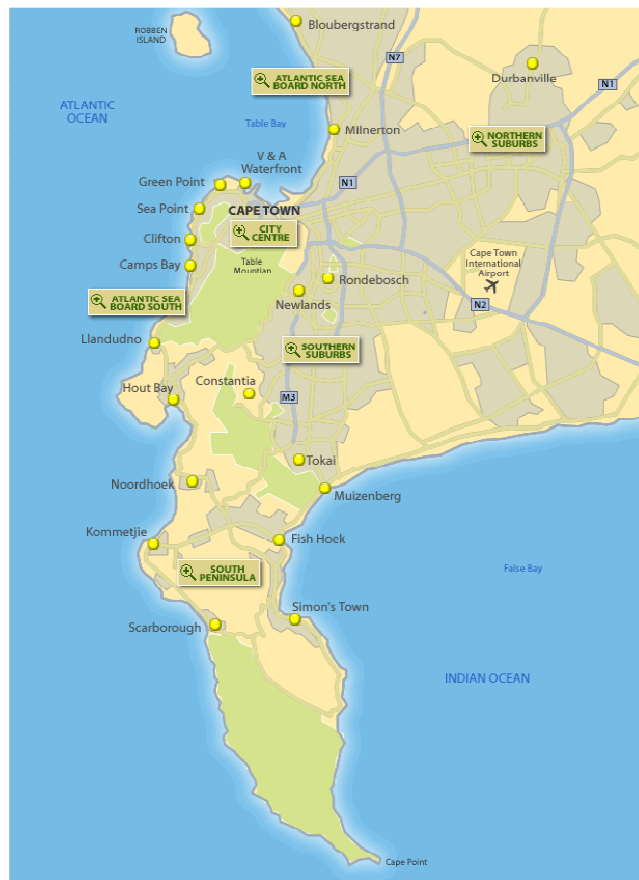 Bloubergstrand
ROBBEN
ISLAND
N7
Durbanville
ATLANTIC SEA
BOARD NORTH
N1
ATLANTIC
OCEAN
Table Bay
Milnerton
NORTHERN
SUBURBS
V & A
Waterfront
Green Point
N1
Sea Point
CAPE TOWN
CITY
CENTRE
Clifton
Camps Bay
Table
Mountian
Cape Town
International
Airport
Rondebosch
ATLANTIC SEA
BOARD SOUTH
Newlands
N2
Llandudno
SOUTHERN
SUBURBS
Hout Bay
Constantia
M3
Tokai
Noordhoek
Muizenberg
Kommetjie
Fish Hoek
SOUTH
PENINSULA
False Bay
Simon's Town
Scarborough
INDIAN OCEAN
Cape Point